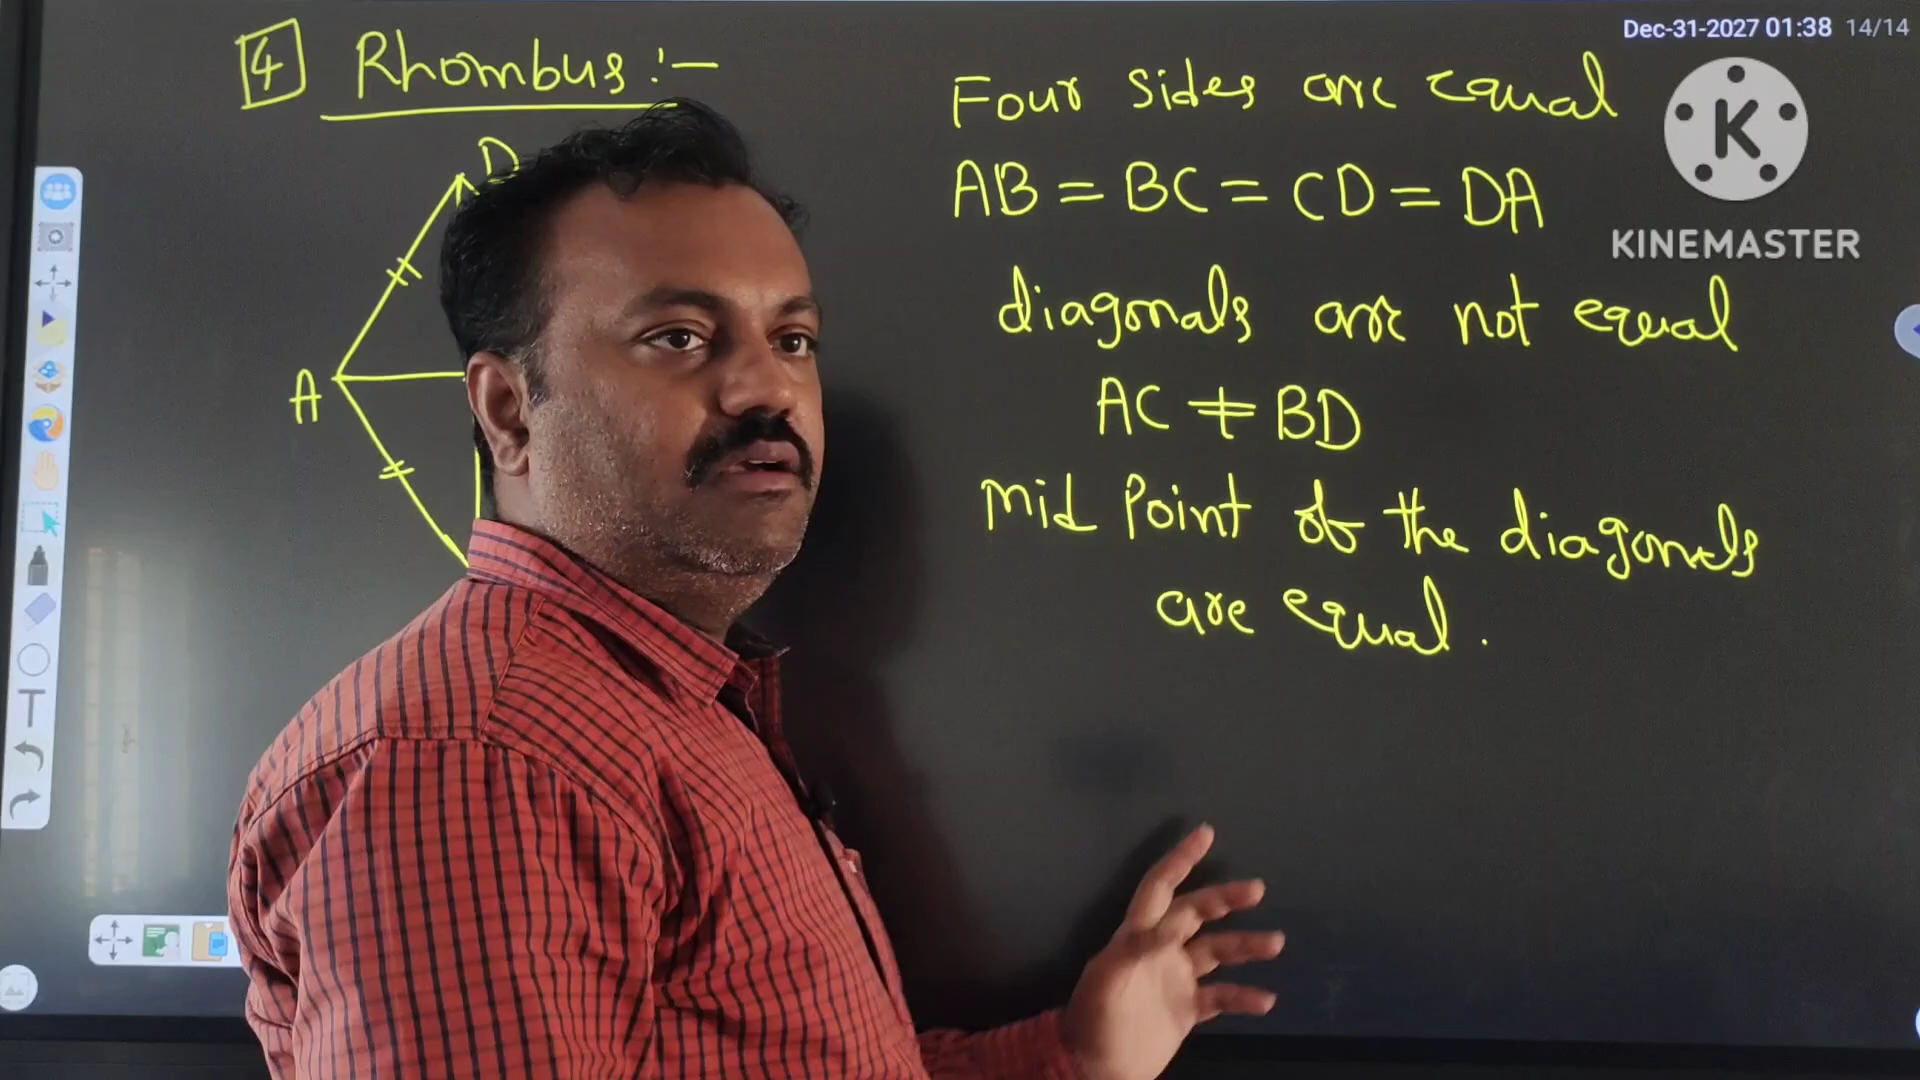 Dec-31-2027 01:38 14/14
4 Rhombus :-
Four sides are equal
K
KINEMASTER
D
AB = BC = CD = DA
diagonals are not equal
A
AC ≠ BD
Mid Point of the diagonals
are equal.
T